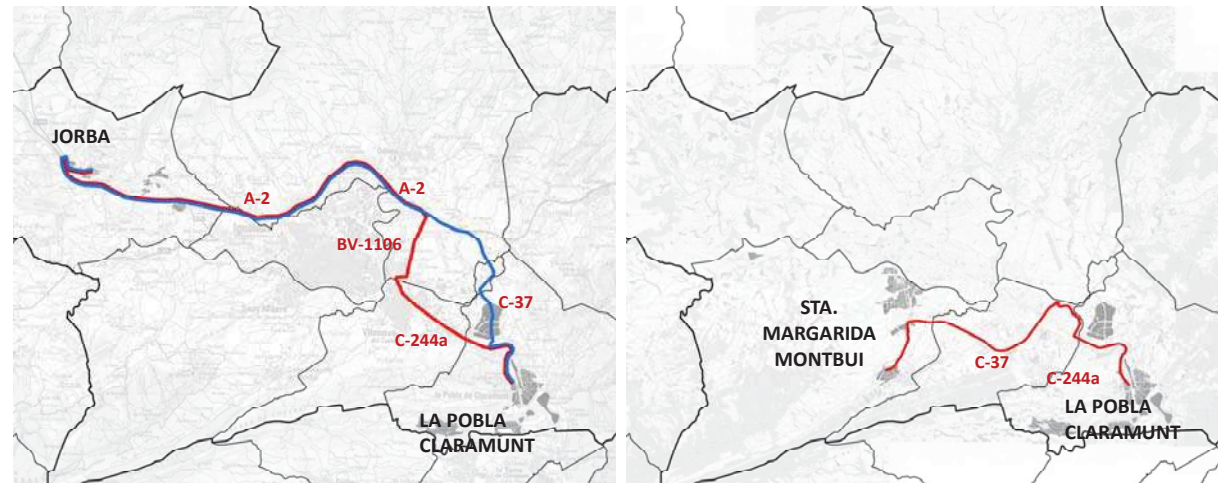 JORBA
A-2
A-2
BV-1106
C-37
C-244a
LA POBLA
CLARAMUNT
STA.
MARGARIDA
MONTBUI
C-37
C-244a
LA POBLA
CLARAMUNT